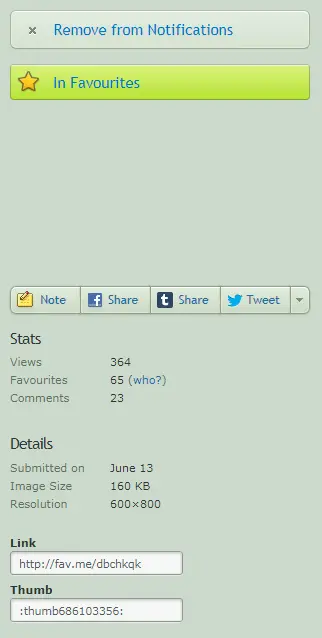 × Remove from Notifications
In Favourites
Note Share Share Tweet
Stats
Views 364
Favourites 65 (who?)
Comments 23
Details
Submitted on June 13
Image Size 160 KB
Resolution 600×800
Link
http://fav.me/dbchkqk
Thumb
:thumb686103356: